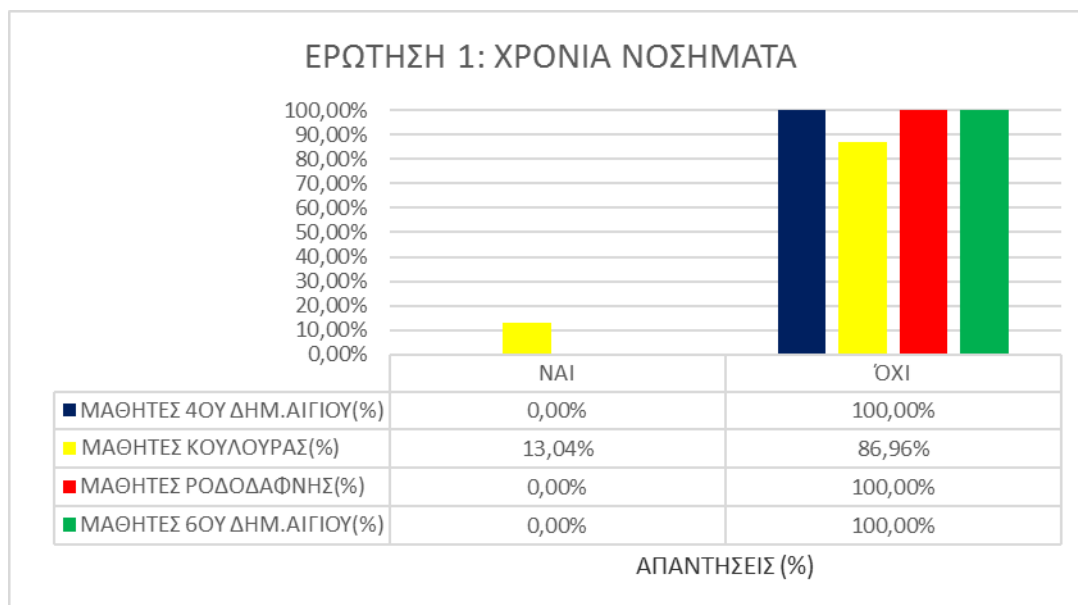 ΕΡΩΤΗΣΗ 1: ΧΡΟΝΙΑ ΝΟΣΗΜΑΤΑ
100,00%
90,00%
80,00%
70,00%
60,00%
50,00%
40,00%
30,00%
20,00%
10,00%
0,00%
ΝΑΙ ΌΧΙ
ΜΑΘΗΤΕΣ 4ΟΥ ΔΗΜ.ΑΙΓΙΟΥ(%) 0,00% 100,00%
ΜΑΘΗΤΕΣ ΚΟΥΛΟΥΡΑΣ(%) 13,04% 86,96%
ΜΑΘΗΤΕΣ ΡΟΔΟΔΑΦΝΗΣ(%) 0,00% 100,00%
ΜΑΘΗΤΕΣ 6ΟΥ ΔΗΜ.ΑΙΓΙΟΥ(%) 0,00% 100,00%
ΑΠΑΝΤΗΣΕΙΣ (%)